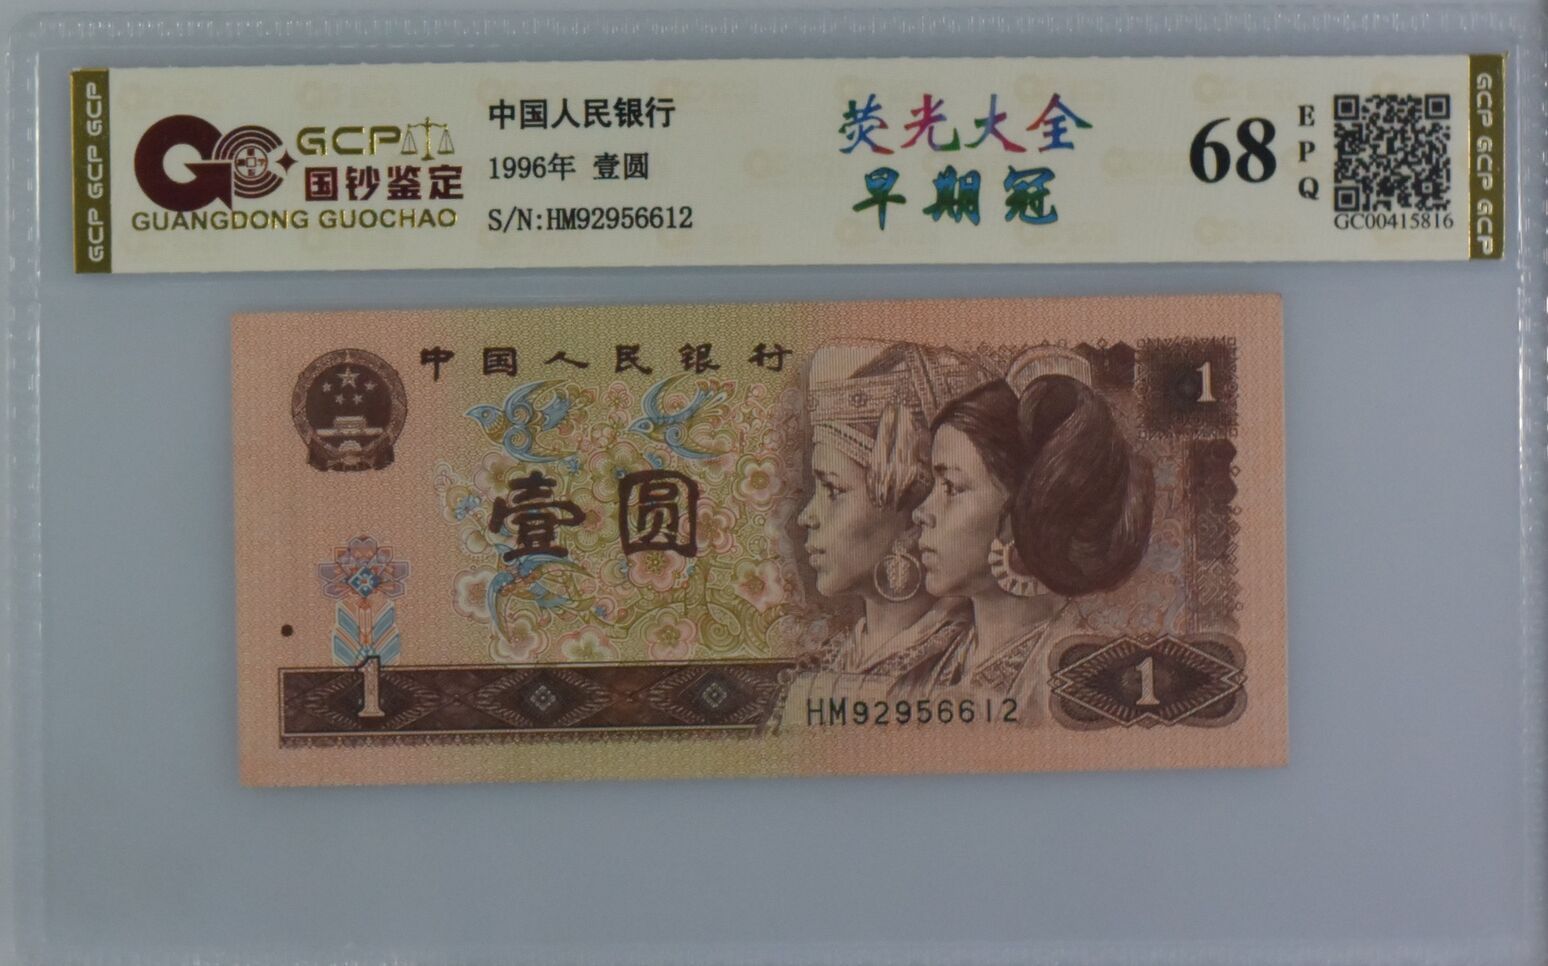 GCP GCP GCP
GCP
国钞鉴定
GUANGDONG GUOCHAO
中国人民银行
1996年 壹圆
S/N:HM92956612
荧光大全
早期冠
68
EPQ
GC00415816
GCP GCP GCP
中国人民银行
1
壹圆
1
1
HM92956612